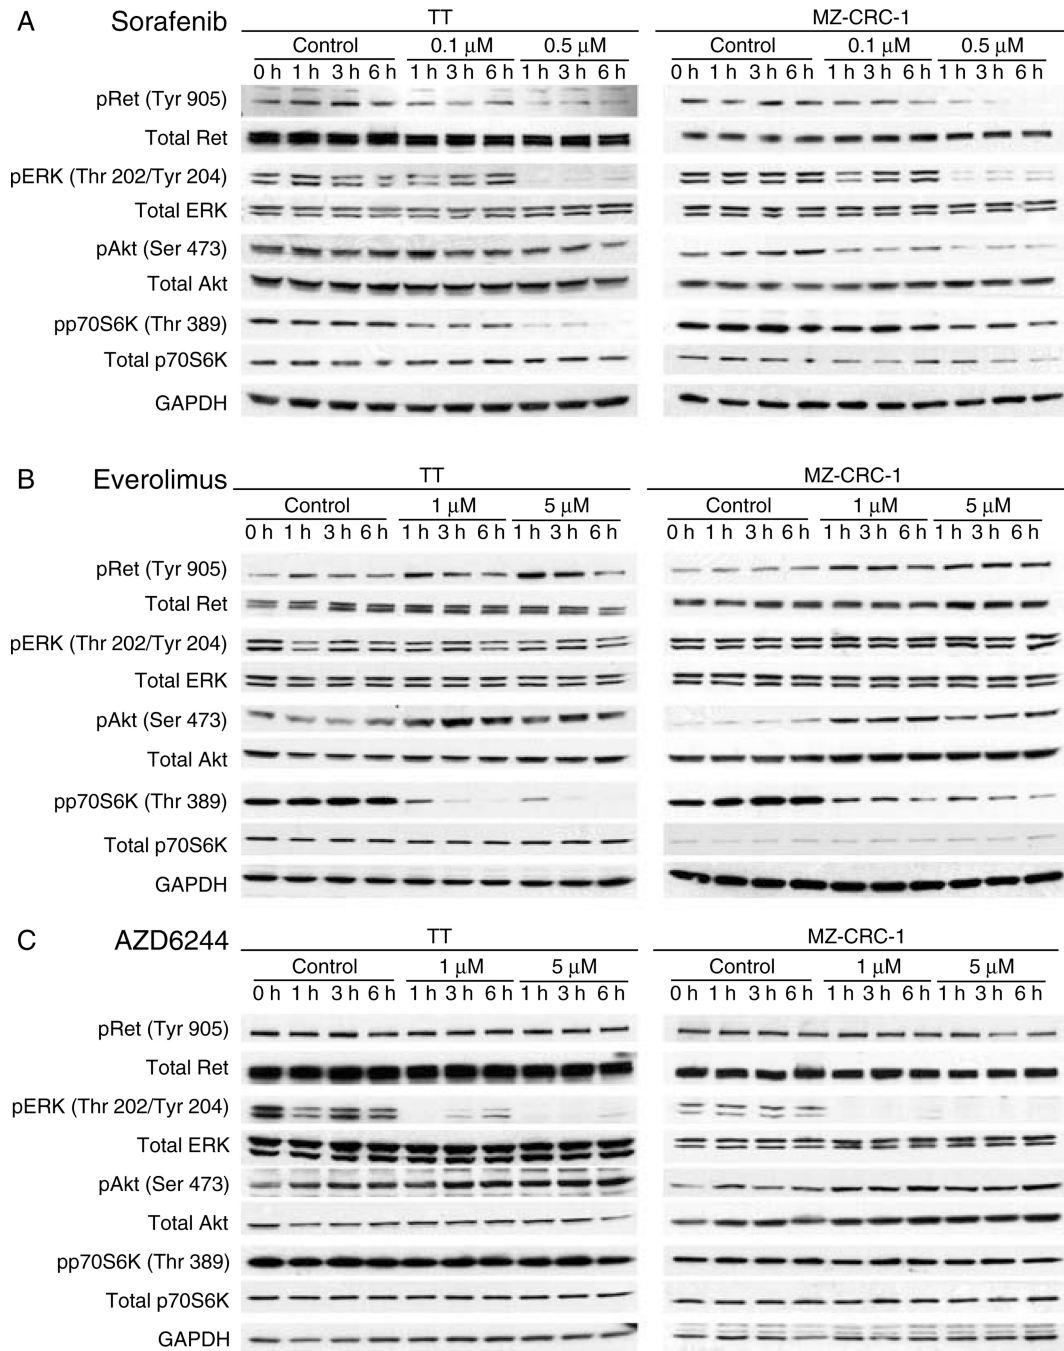 A Sorafenib TT MZ-CRC-1
Control 0.1 μM 0.5 μM Control 0.1 μM 0.5 μM
0 h 1 h 3 h 6 h 1 h 3 h 6 h 1 h 3 h 6 h 0 h 1 h 3 h 6 h 1 h 3 h 6 h 1 h 3 h 6 h
pRet (Tyr 905)
Total Ret
pERK (Thr 202/Tyr 204)
Total ERK
pAkt (Ser 473)
Total Akt
pp70S6K (Thr 389)
Total p70S6K
GAPDH
B Everolimus TT MZ-CRC-1
Control 1 μM 5 μM Control 1 μM 5 μM
0 h 1 h 3 h 6 h 1 h 3 h 6 h 1 h 3 h 6 h 0 h 1 h 3 h 6 h 1 h 3 h 6 h 1 h 3 h 6 h
pRet (Tyr 905)
Total Ret
pERK (Thr 202/Tyr 204)
Total ERK
pAkt (Ser 473)
Total Akt
pp70S6K (Thr 389)
Total p70S6K
GAPDH
C AZD6244 TT MZ-CRC-1
Control 1 μM 5 μM Control 1 μM 5 μM
0 h 1 h 3 h 6 h 1 h 3 h 6 h 1 h 3 h 6 h 0 h 1 h 3 h 6 h 1 h 3 h 6 h 1 h 3 h 6 h
pRet (Tyr 905)
Total Ret
pERK (Thr 202/Tyr 204)
Total ERK
pAkt (Ser 473)
Total Akt
pp70S6K (Thr 389)
Total p70S6K
GAPDH